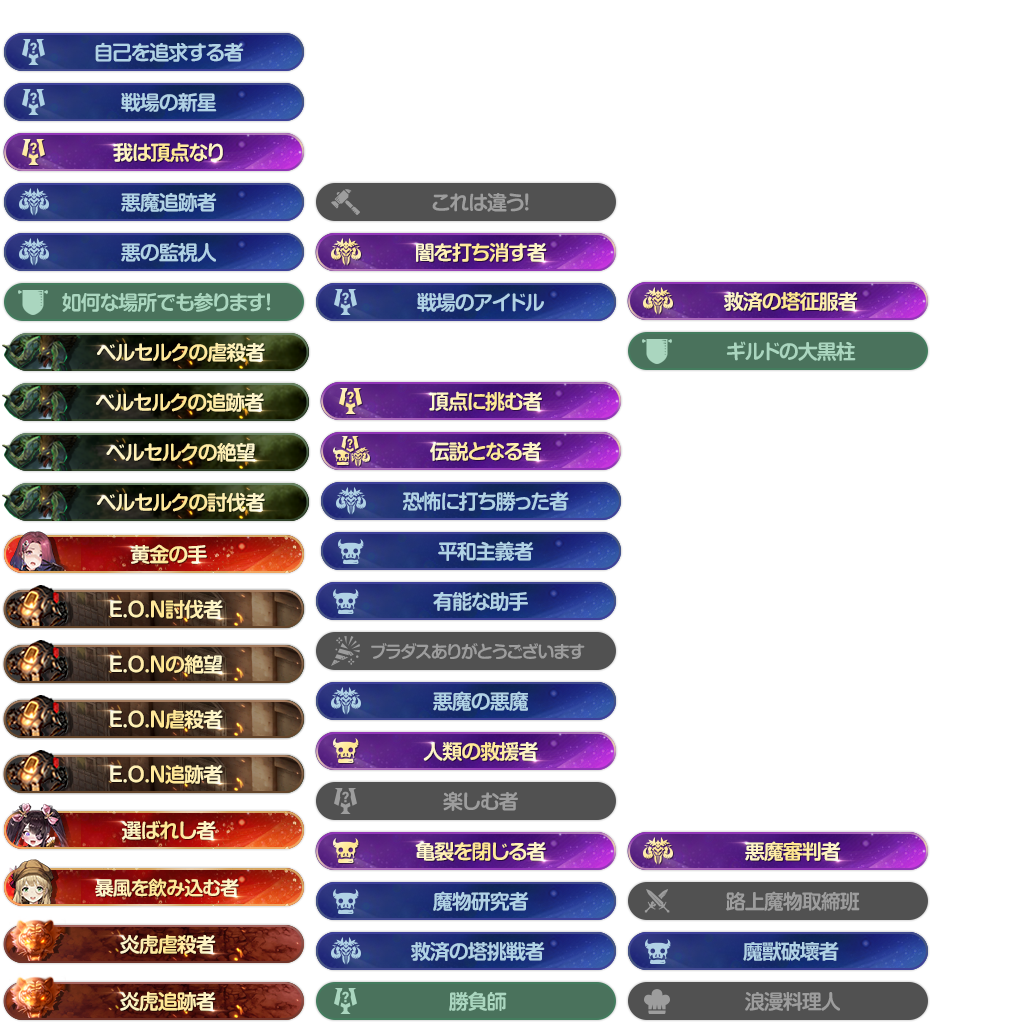 自己を追求する者
戦場の新星
我は頂点なり
悪魔追跡者
悪の監視人
如何な場所でも参ります!
ベルセルクの虐殺者
ベルセルクの追跡者
ベルセルクの絶望
ベルセルクの討伐者
黄金の手
E.O.N討伐者
E.O.Nの絶望
E.O.N虐殺者
E.O.N追跡者
選ばれし者
暴風を飲み込む者
炎虎虐殺者
炎虎追跡者
これは違う!
闇を打ち消す者
戦場のアイドル
頂点に挑む者
伝説となる者
恐怖に打ち勝った者
平和主義者
有能な助手
ブラダスありがとうございます
悪魔の悪魔
人類の救援者
楽しむ者
亀裂を閉じる者
魔物研究者
救済の塔挑戦者
勝負師
救済の塔征服者
ギルドの大黒柱
悪魔審判者
路上魔物取締班
魔獣破壊者
浪漫料理人